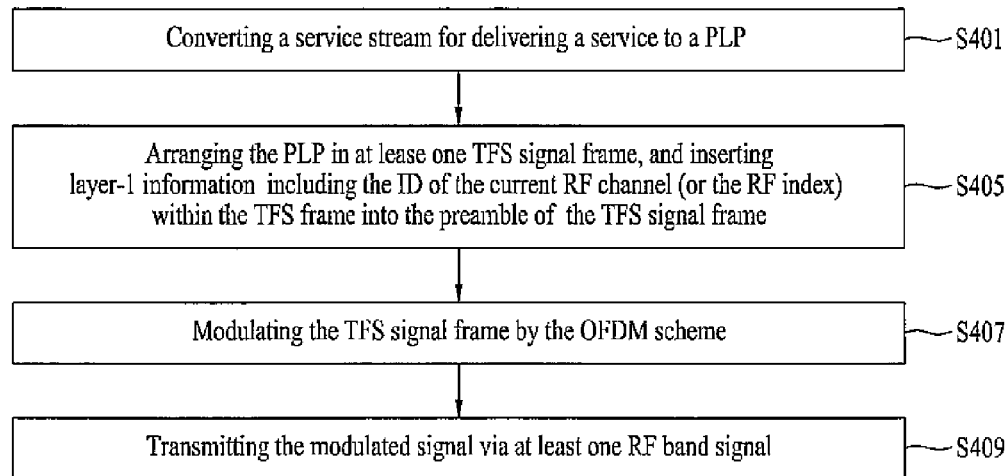 Converting a service stream for delivering a service to a PLP
S401
Arranging the PLP in at lease one TFS signal frame, and inserting
layer-1 information including the ID of the current RF channel (or the RF index)
within the TFS frame into the preamble of the TFS signal frame
S405
Modulating the TFS signal frame by the OFDM scheme
S407
Transmitting the modulated signal via at least one RF band signal
S409